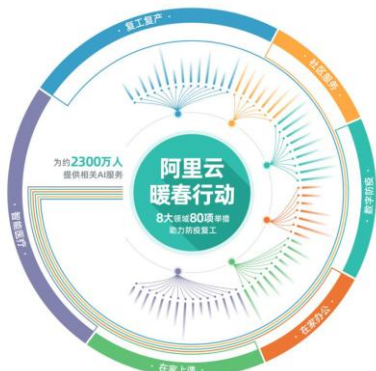 复工复产
社区服务
数字防疫
在家办公
在家上课
智能医疗
为约2300万人
提供相关AI服务
阿里云
暖春行动
8大领域80项举措
助力防疫复工